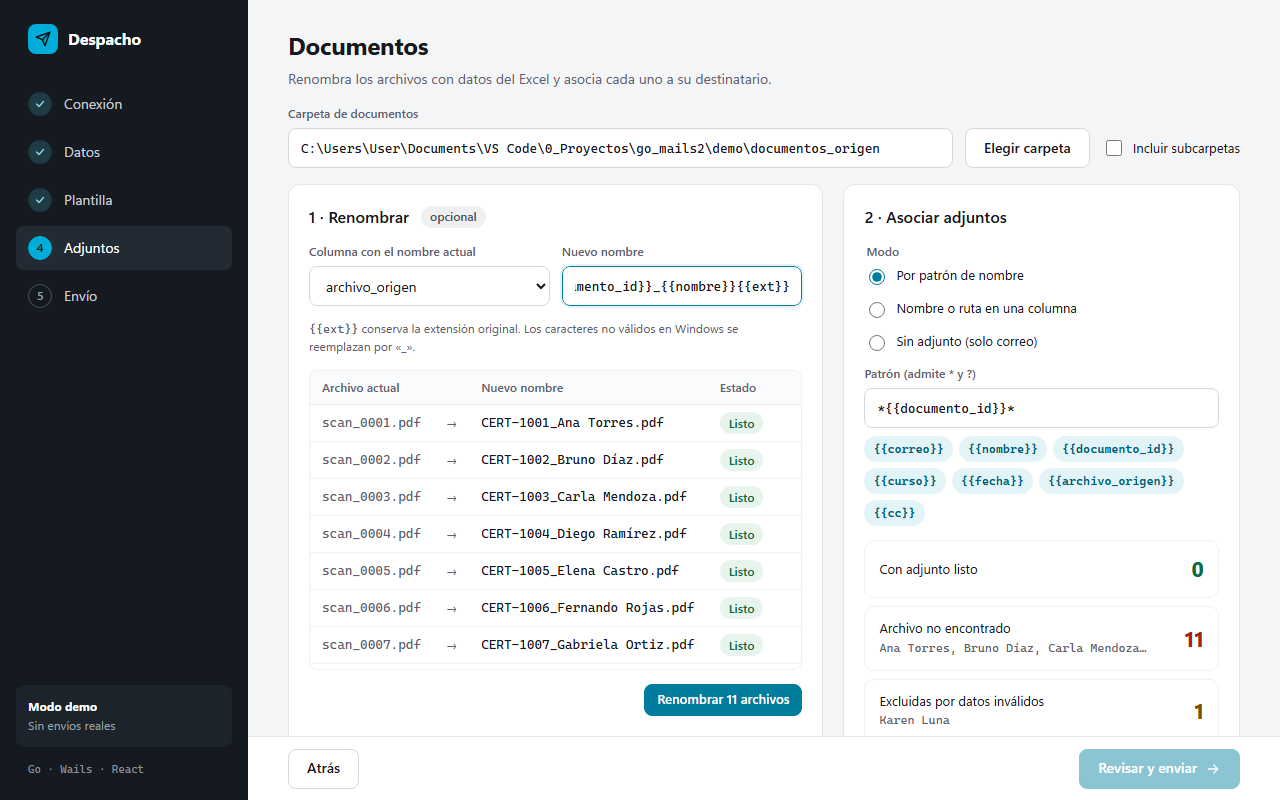 Despacho
Conexión
Datos
Plantilla
4 Adjuntos
5 Envío
Modo demo
Sin envíos reales
Go · Wails · React
Documentos
Renombra los archivos con datos del Excel y asocia cada uno a su destinatario.
Carpeta de documentos
C:\Users\User\Documents\VS Code\0_Proyectos\go_mails2\demo\documentos_origen
Elegir carpeta
Incluir subcarpetas
1 · Renombrar opcional
Columna con el nombre actual
Nuevo nombre
archivo_origen
mento_id}}_{{nombre}}{{ext}}
{{ext}} conserva la extensión original. Los caracteres no válidos en Windows se
reemplazan por «_».
Archivo actual Nuevo nombre Estado
scan_0001.pdf → CERT-1001_Ana Torres.pdf Listo
scan_0002.pdf → CERT-1002_Bruno Díaz.pdf Listo
scan_0003.pdf → CERT-1003_Carla Mendoza.pdf Listo
scan_0004.pdf → CERT-1004_Diego Ramírez.pdf Listo
scan_0005.pdf → CERT-1005_Elena Castro.pdf Listo
scan_0006.pdf → CERT-1006_Fernando Rojas.pdf Listo
scan_0007.pdf → CERT-1007_Gabriela Ortiz.pdf Listo
Renombrar 11 archivos
2 · Asociar adjuntos
Modo
Por patrón de nombre
Nombre o ruta en una columna
Sin adjunto (solo correo)
Patrón (admite * y ?)
*{{documento_id}}*
{{correo}} {{nombre}} {{documento_id}}
{{curso}} {{fecha}} {{archivo_origen}}
{{cc}}
Con adjunto listo 0
Archivo no encontrado 11
Ana Torres, Bruno Díaz, Carla Mendoza…
Excluidas por datos inválidos 1
Karen Luna
Atrás
Revisar y enviar →